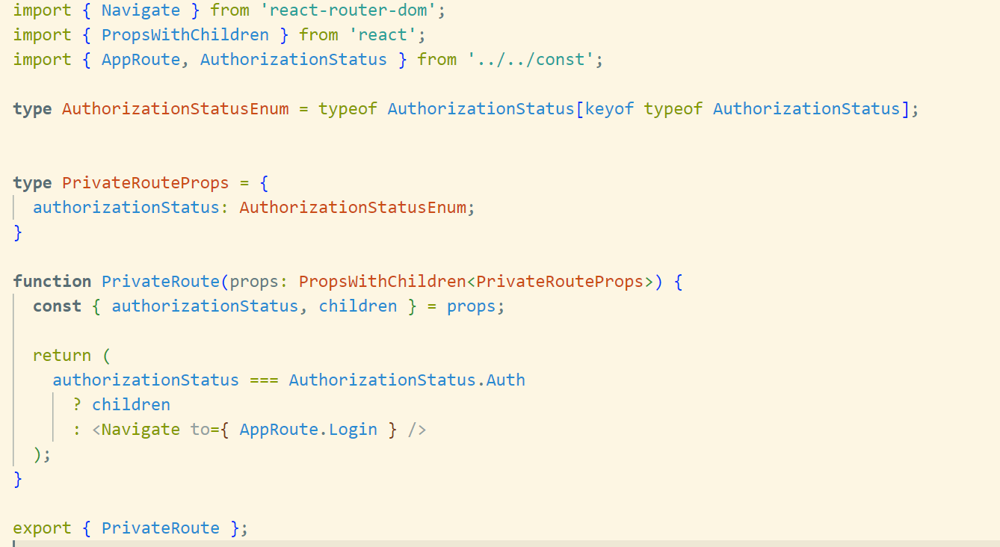 import { Navigate } from 'react-router-dom';
import { PropsWithChildren } from 'react';
import { AppRoute, AuthorizationStatus } from '../../const';
type AuthorizationStatusEnum = typeof AuthorizationStatus[keyof typeof AuthorizationStatus];
type PrivateRouteProps = {
  authorizationStatus: AuthorizationStatusEnum;
}
function PrivateRoute(props: PropsWithChildren<PrivateRouteProps>) {
  const { authorizationStatus, children } = props;
  return (
    authorizationStatus === AuthorizationStatus.Auth
      ? children
      : <Navigate to={ AppRoute.Login } />
  );
}
export { PrivateRoute };